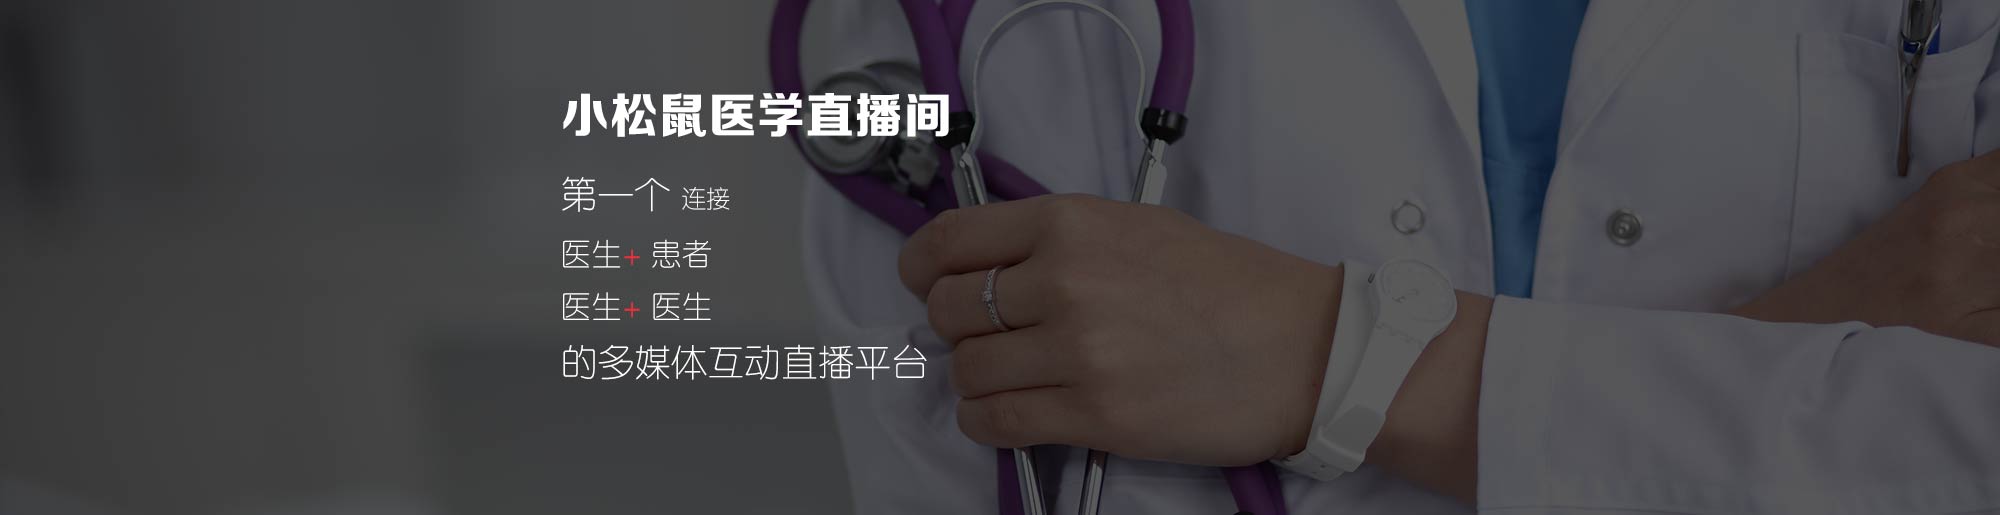 小松鼠医学直播间
第一个 连接
医生+ 患者
医生+ 医生
的多媒体互动直播平台